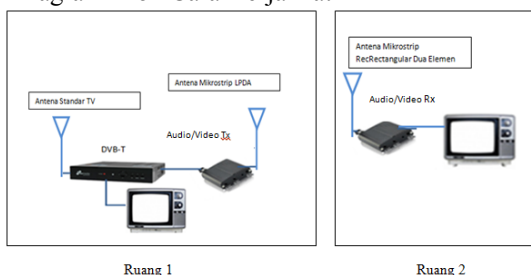 Antena Mikrostrip LPDA
Antena Standar TV
Audio/Video Tx
DVB-T
Ruang 1
Antena Mikrostrip
RecRectangular Dua Elemen
Audio/Video Rx
Ruang 2